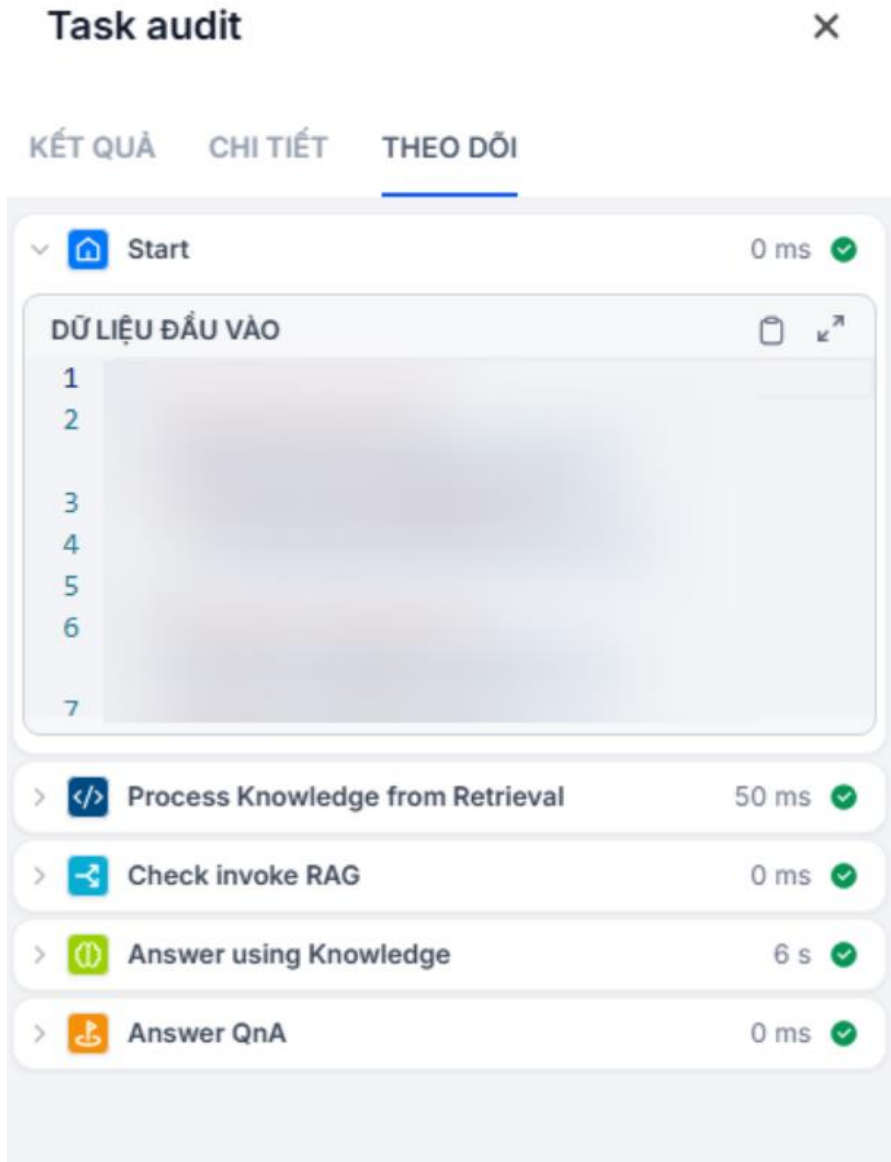 Task audit
KẾT QUẢ CHI TIẾT THEO DÕI
Start 0 ms
DỮ LIỆU ĐẦU VÀO
1
2
3
4
5
6
7
Process Knowledge from Retrieval 50 ms
Check invoke RAG 0 ms
Answer using Knowledge 6 s
Answer QnA 0 ms